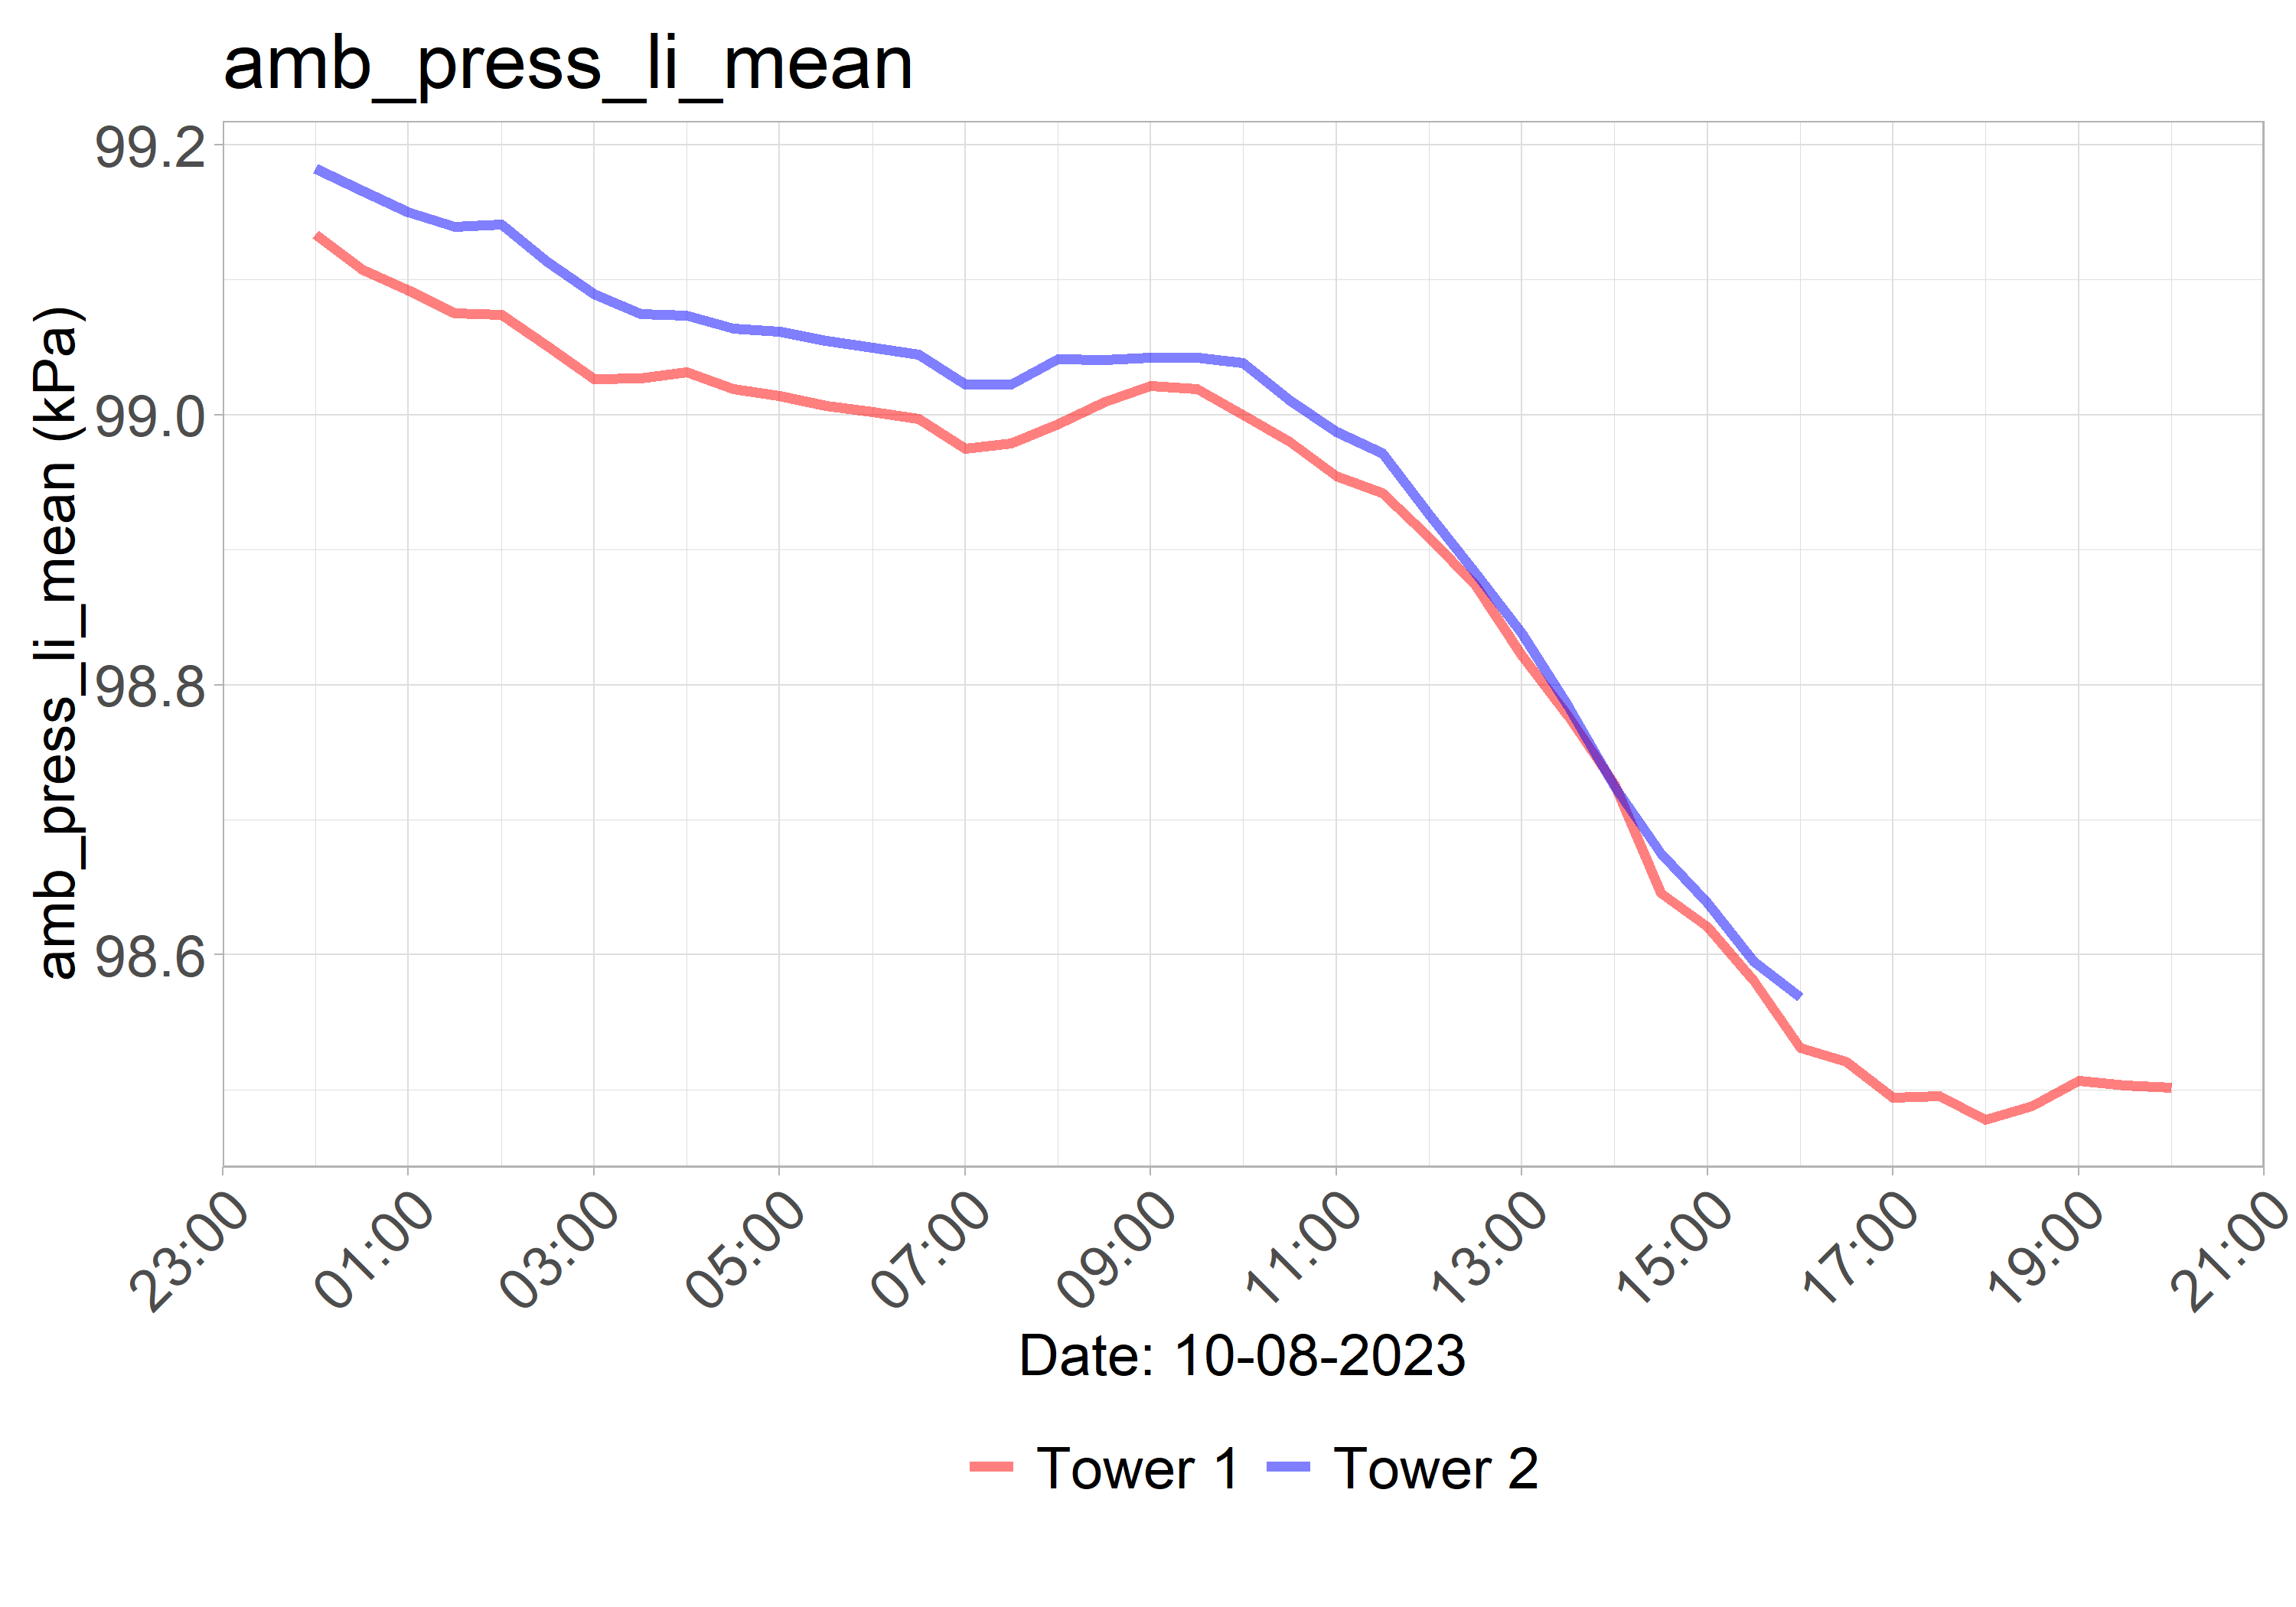 amb_press_li_mean
amb_press_li_mean (kPa)
99.2
99.0
98.8
98.6
23:00 01:00 03:00 05:00 07:00 09:00 11:00 13:00 15:00 17:00 19:00 21:00
Date: 10-08-2023
Tower 1 Tower 2